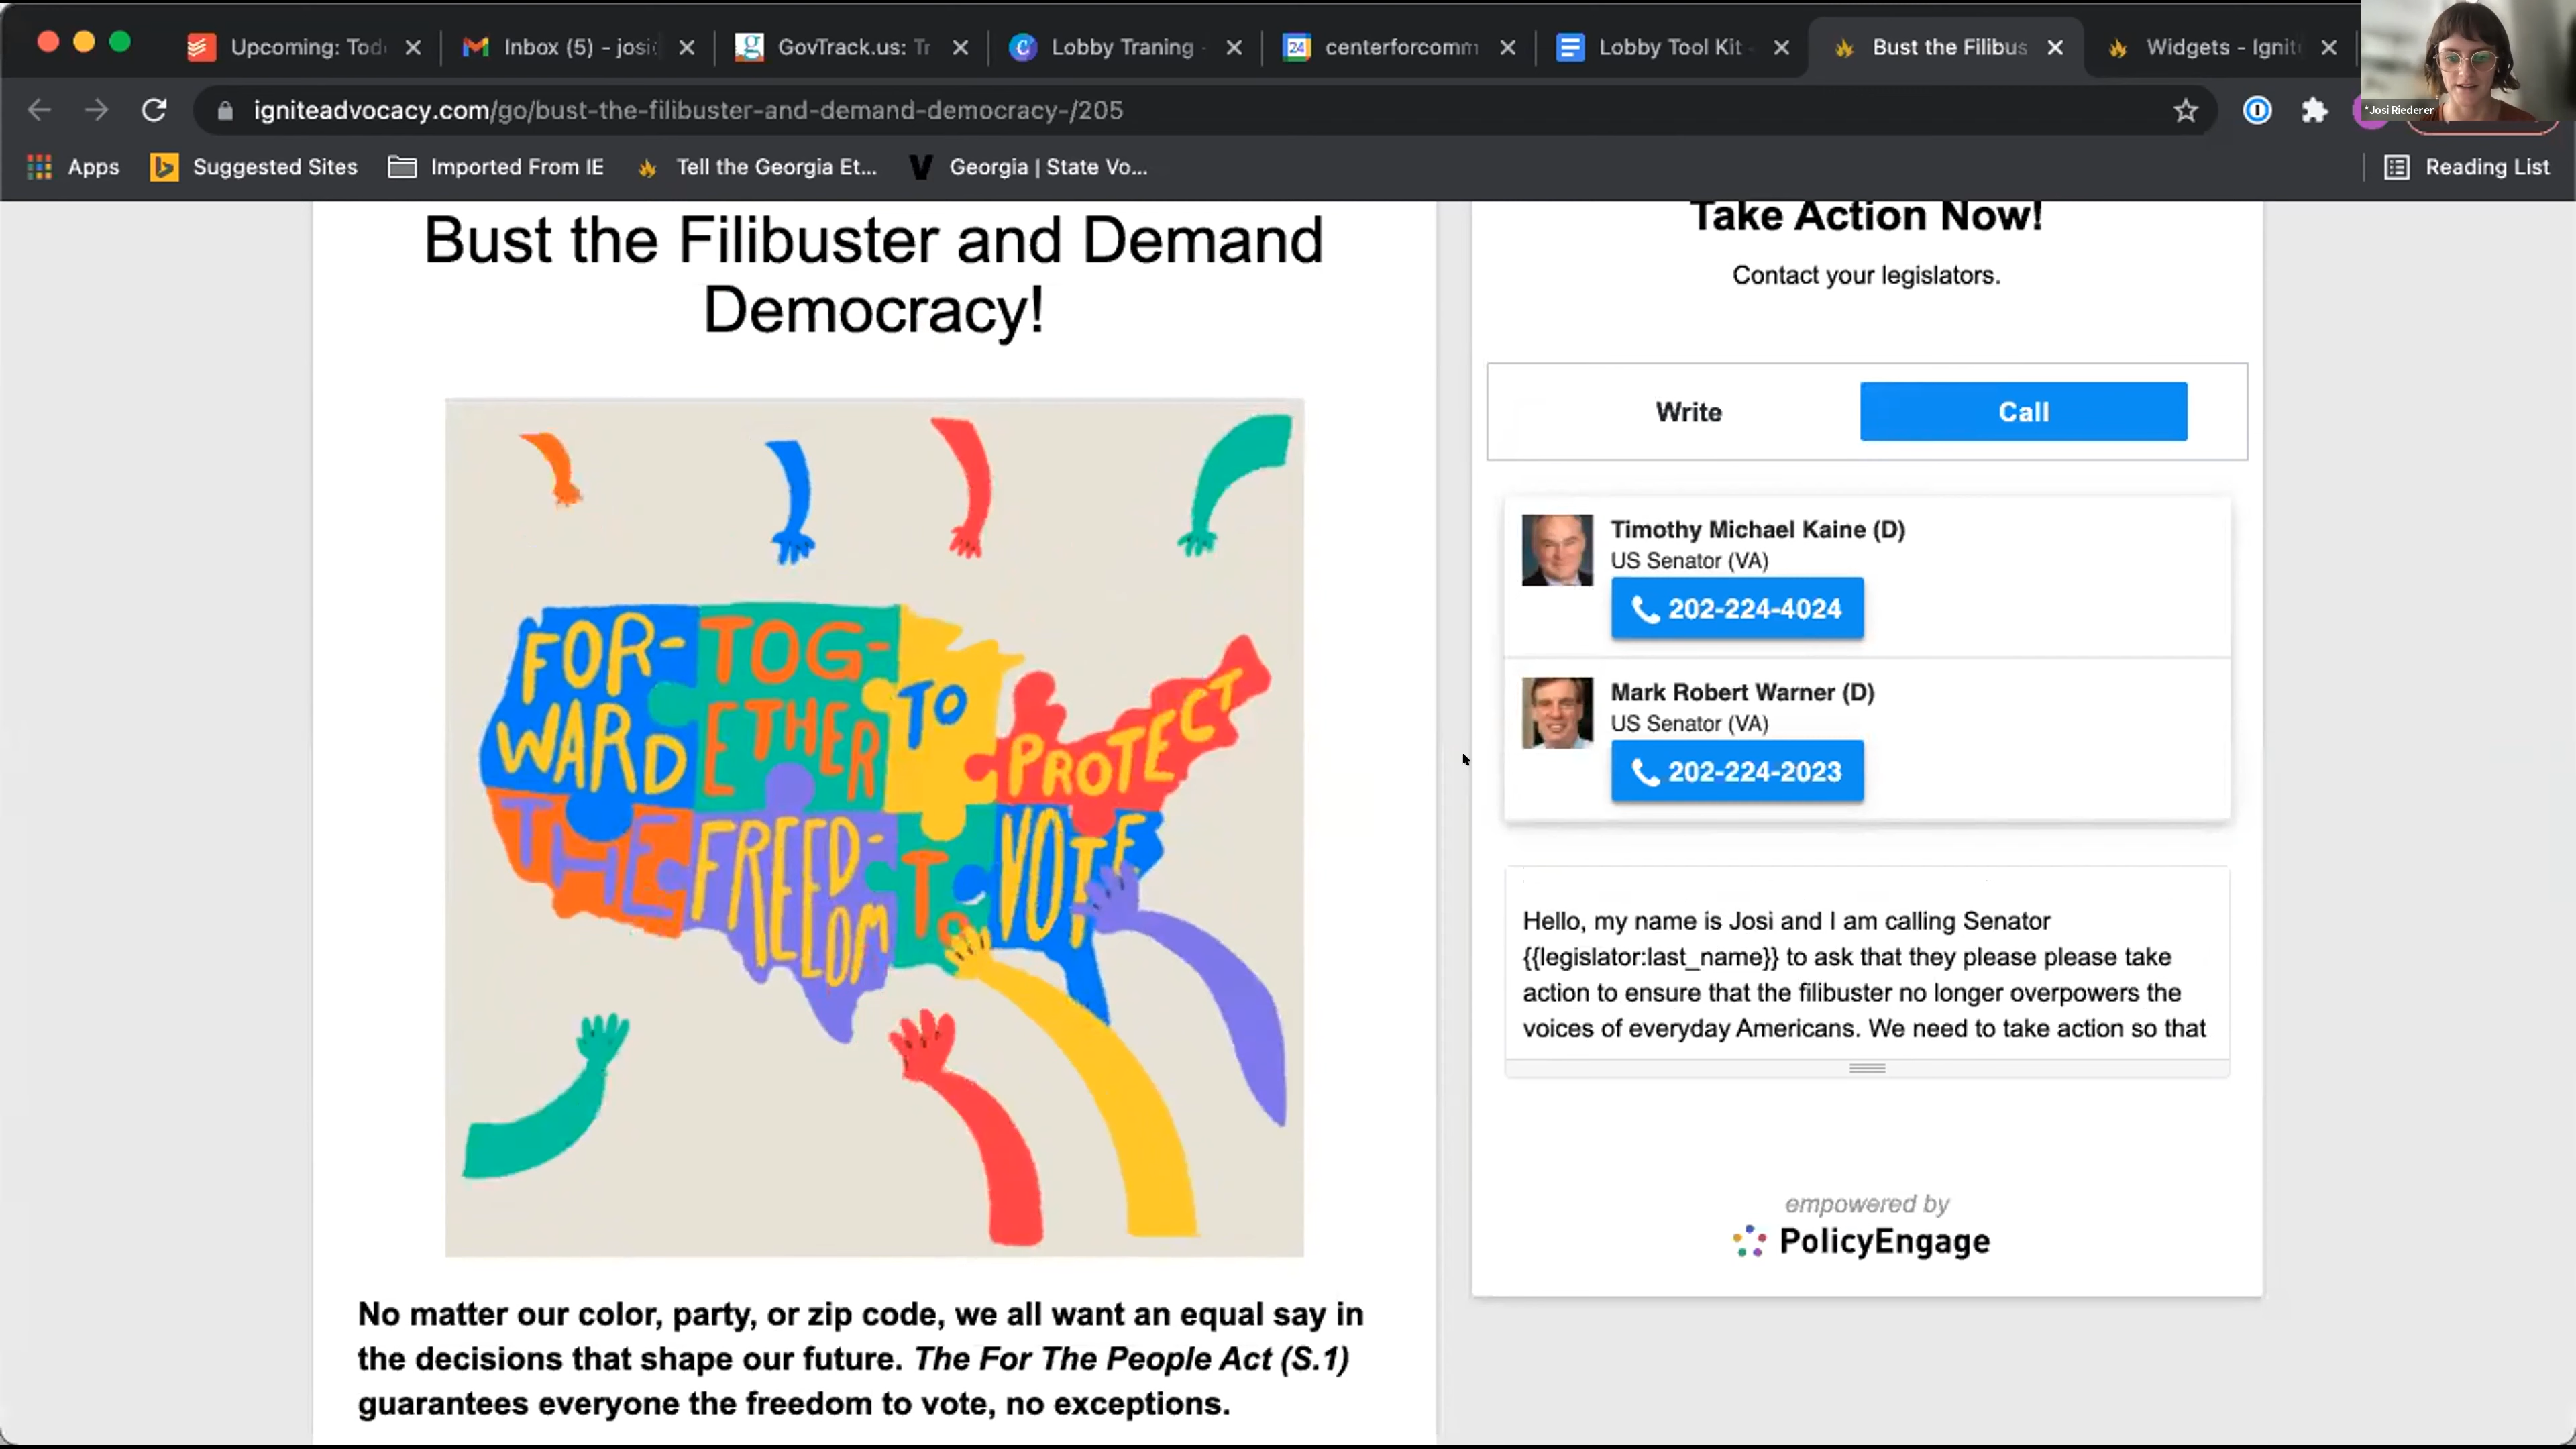 Upcoming: Tod
Inbox (5) - josi
GovTrack.us: Tr
Lobby Traning -
24
centerforcomm
Lobby Tool Kit -
Bust the Filibus
Widgets - Ignit
*Josi Riederer
igniteadvocacy.com/go/bust-the-filibuster-and-demand-democracy-/205
Apps
Suggested Sites
Imported From IE
Tell the Georgia Et...
Georgia | State Vo...
Reading List
Bust the Filibuster and Demand
Democracy!
FOR-
WARD
TOG-
ETHER
TO
PROTECT
THE
FREED-
OM
TO
VOTE
No matter our color, party, or zip code, we all want an equal say in
the decisions that shape our future. The For The People Act (S.1)
guarantees everyone the freedom to vote, no exceptions.
Take Action Now!
Contact your legislators.
Write
Call
Timothy Michael Kaine (D)
US Senator (VA)
202-224-4024
Mark Robert Warner (D)
US Senator (VA)
202-224-2023
Hello, my name is Josi and I am calling Senator
{{legislator:last_name}} to ask that they please please take
action to ensure that the filibuster no longer overpowers the
voices of everyday Americans. We need to take action so that
empowered by
PolicyEngage